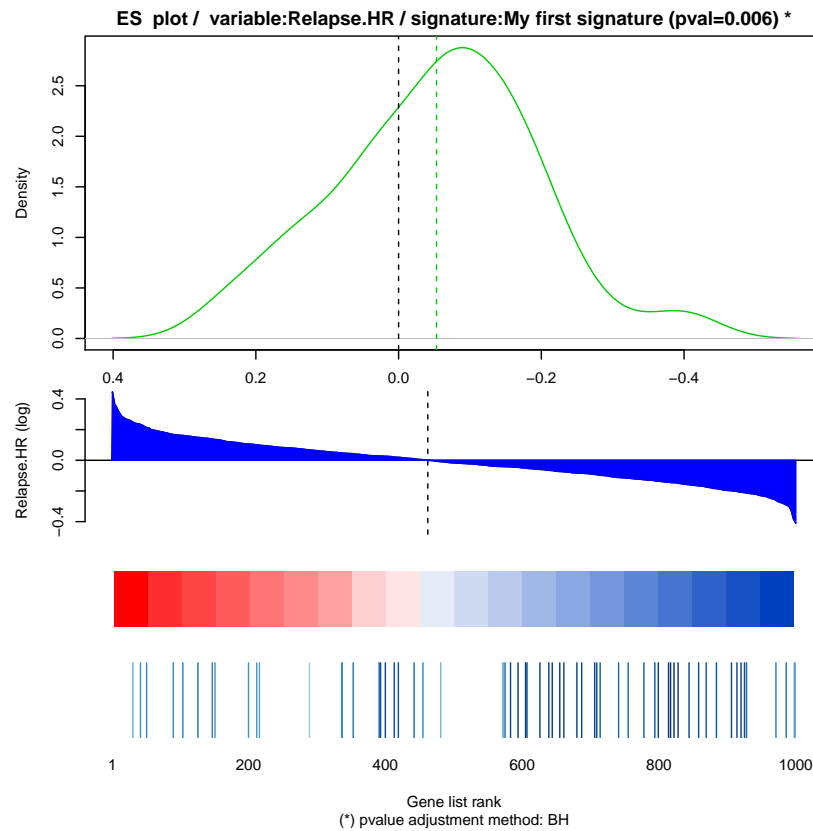 ES plot / variable:Relapse.HR / signature:My first signature (pval=0.006) *
Density
2.5
2.0
1.5
1.0
0.5
0.0
0.4 0.2 0.0 −0.2 −0.4
Relapse.HR (log)
0.4
0.0
−0.4
1 200 400 600 800 1000
Gene list rank
(*) pvalue adjustment method: BH